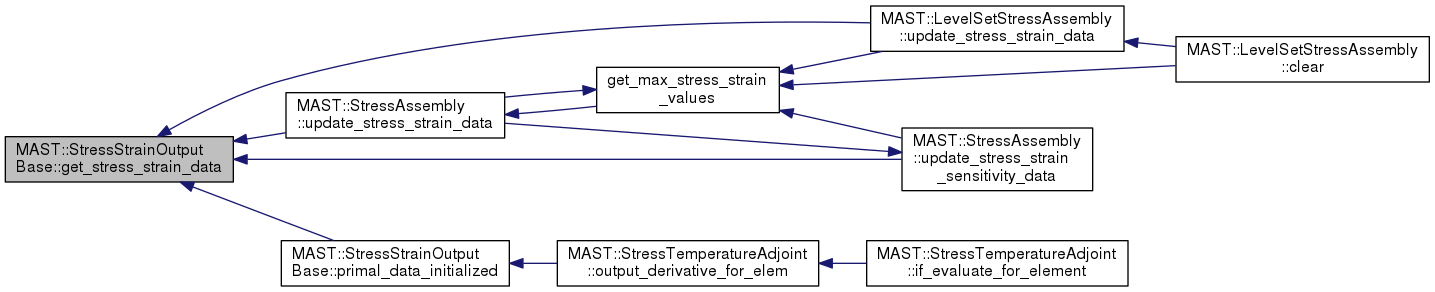 MAST::StressStrainOutput
Base::get_stress_strain_data
MAST::StressAssembly
::update_stress_strain_data
get_max_stress_strain
_values
MAST::LevelSetStressAssembly
::update_stress_strain_data
MAST::LevelSetStressAssembly
::clear
MAST::StressAssembly
::update_stress_strain
_sensitivity_data
MAST::StressStrainOutput
Base::primal_data_initialized
MAST::StressTemperatureAdjoint
::output_derivative_for_elem
MAST::StressTemperatureAdjoint
::if_evaluate_for_element